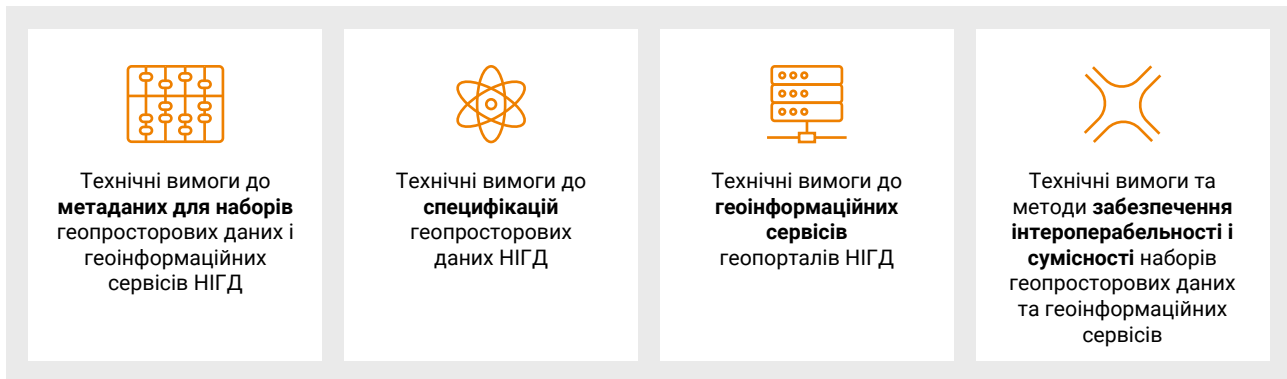 Технічні вимоги до
метаданих для наборів
геопросторових даних і
геоінформаційних
сервісів НІГД
Технічні вимоги до
специфікацій
геопросторових
даних НІГД
Технічні вимоги до
геоінформаційних
сервісів
геопорталів НІГД
Технічні вимоги та
методи забезпечення
інтероперабельності і
сумісності наборів
геопросторових даних
та геоінформаційних
сервісів